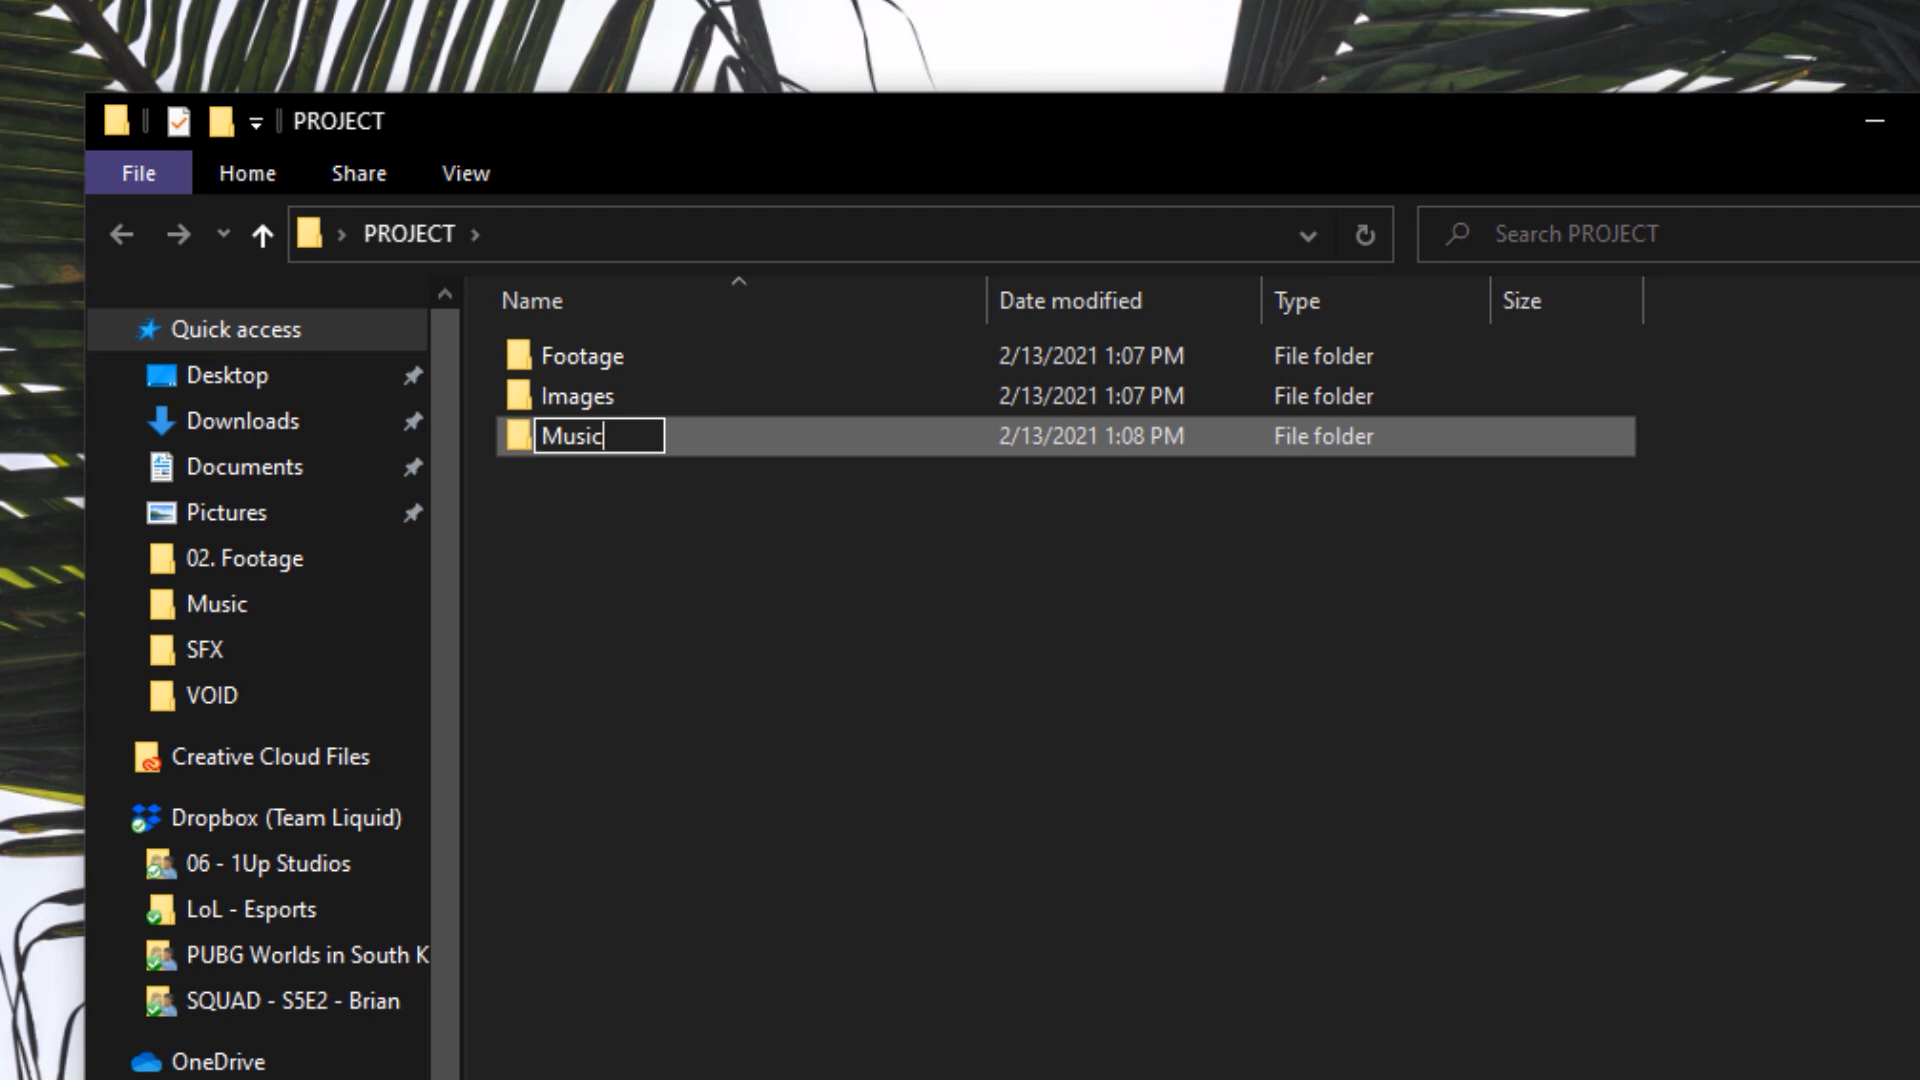 PROJECT
File Home Share View
PROJECT
Search PROJECT
Name Date modified Type Size
Quick access
Desktop
Downloads
Documents
Pictures
02. Footage
Music
SFX
VOID
Creative Cloud Files
Dropbox (Team Liquid)
06 - 1Up Studios
LoL - Esports
PUBG Worlds in South K
SQUAD - S5E2 - Brian
OneDrive
Footage 2/13/2021 1:07 PM File folder
Images 2/13/2021 1:07 PM File folder
Music 2/13/2021 1:08 PM File folder